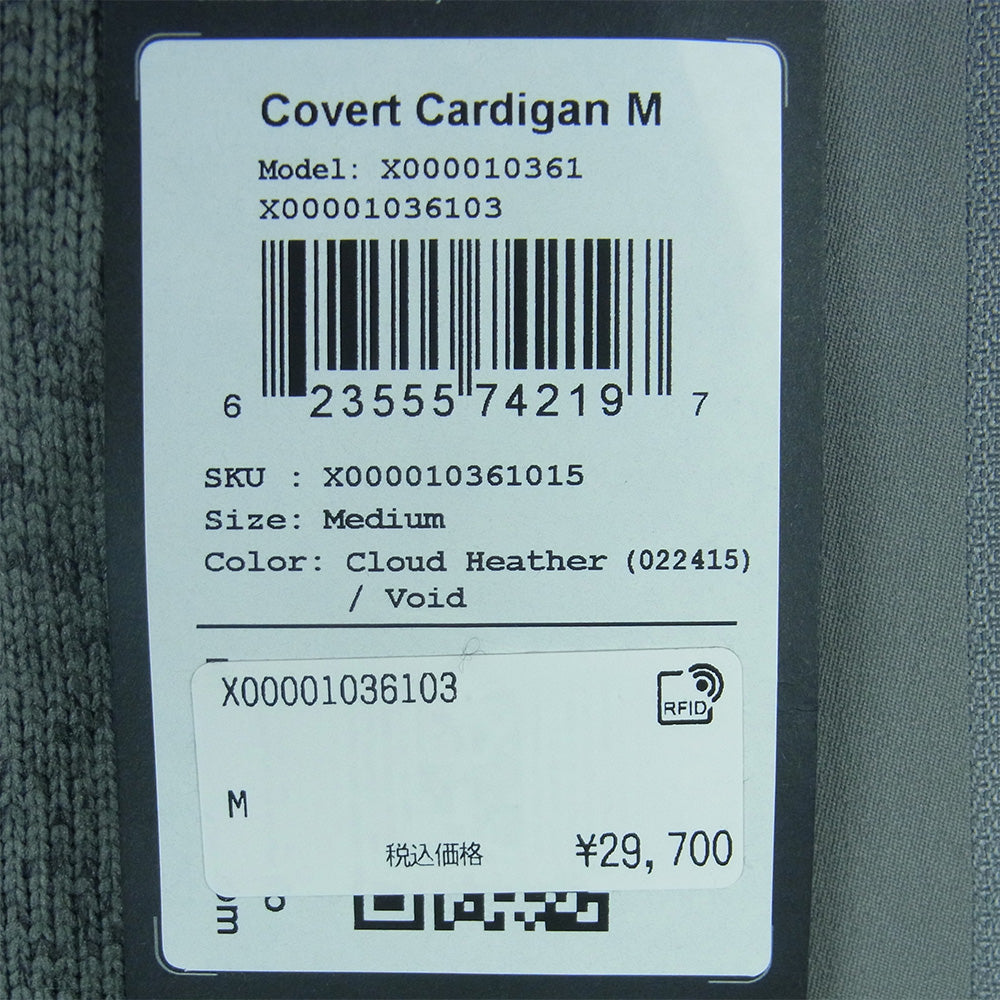 Covert Cardigan M
Model: X000010361
X00001036103
6 23555 74219 7
SKU : X000010361015
Size: Medium
Color: Cloud Heather (022415)
/ Void
X00001036103
RFID
M
税込価格 ¥29,700